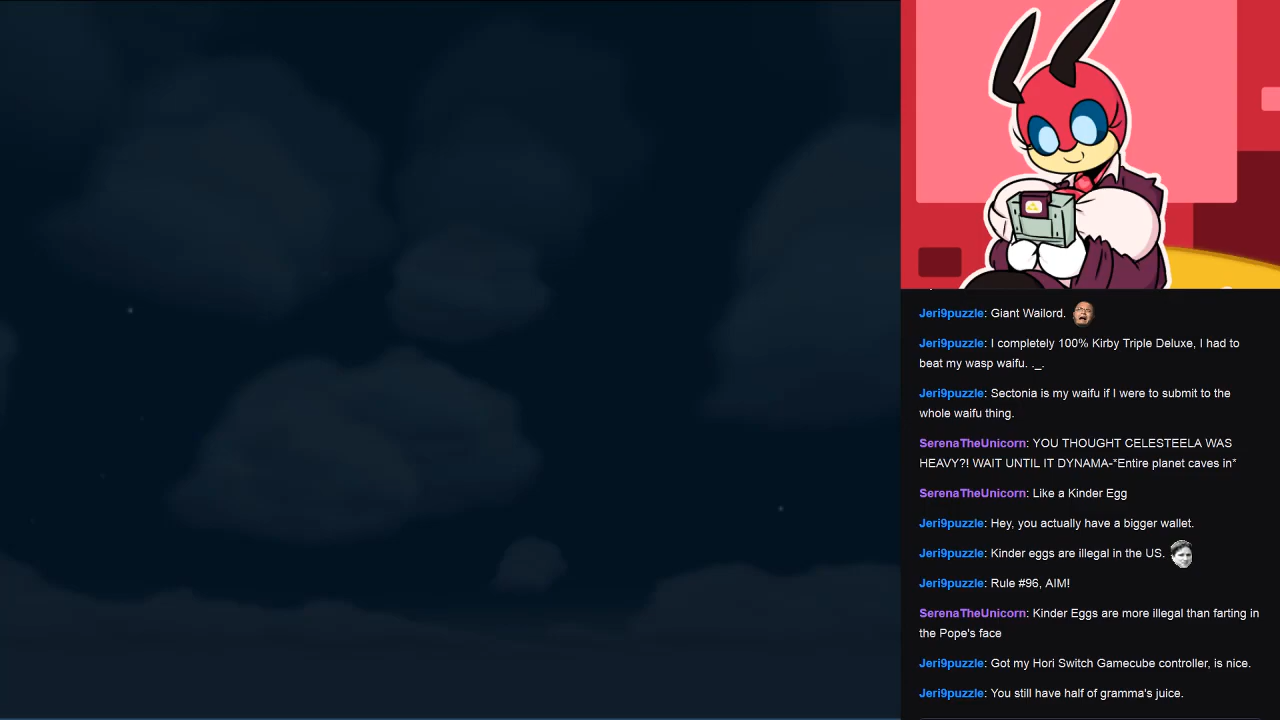 Jeri9puzzle: Giant Wailord.
Jeri9puzzle: I completely 100% Kirby Triple Deluxe, I had to
beat my wasp waifu. ._.
Jeri9puzzle: Sectonia is my waifu if I were to submit to the
whole waifu thing.
SerenaTheUnicorn: YOU THOUGHT CELESTEELA WAS
HEAVY?! WAIT UNTIL IT DYNAMA-*Entire planet caves in*
SerenaTheUnicorn: Like a Kinder Egg
Jeri9puzzle: Hey, you actually have a bigger wallet.
Jeri9puzzle: Kinder eggs are illegal in the US.
Jeri9puzzle: Rule #96, AIM!
SerenaTheUnicorn: Kinder Eggs are more illegal than farting in
the Pope's face
Jeri9puzzle: Got my Hori Switch Gamecube controller, is nice.
Jeri9puzzle: You still have half of gramma's juice.